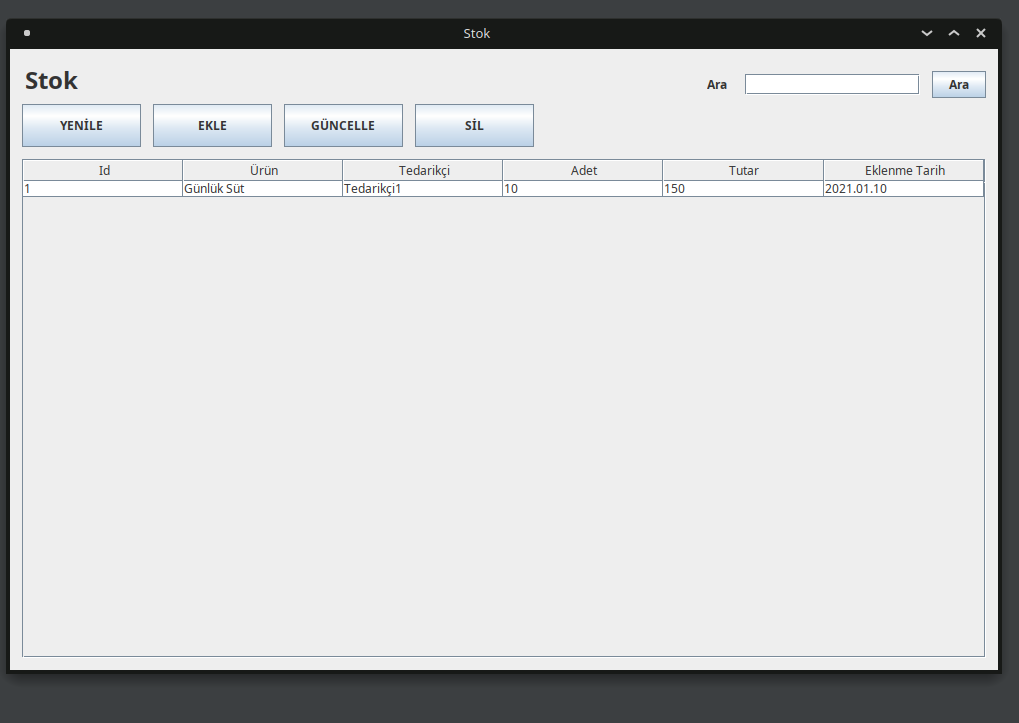 Stok
Stok
Ara Ara
YENİLE EKLE GÜNCELLE SİL
Id Ürün Tedarikçi Adet Tutar Eklenme Tarih
1 Günlük Süt Tedarikçi1 10 150 2021.01.10